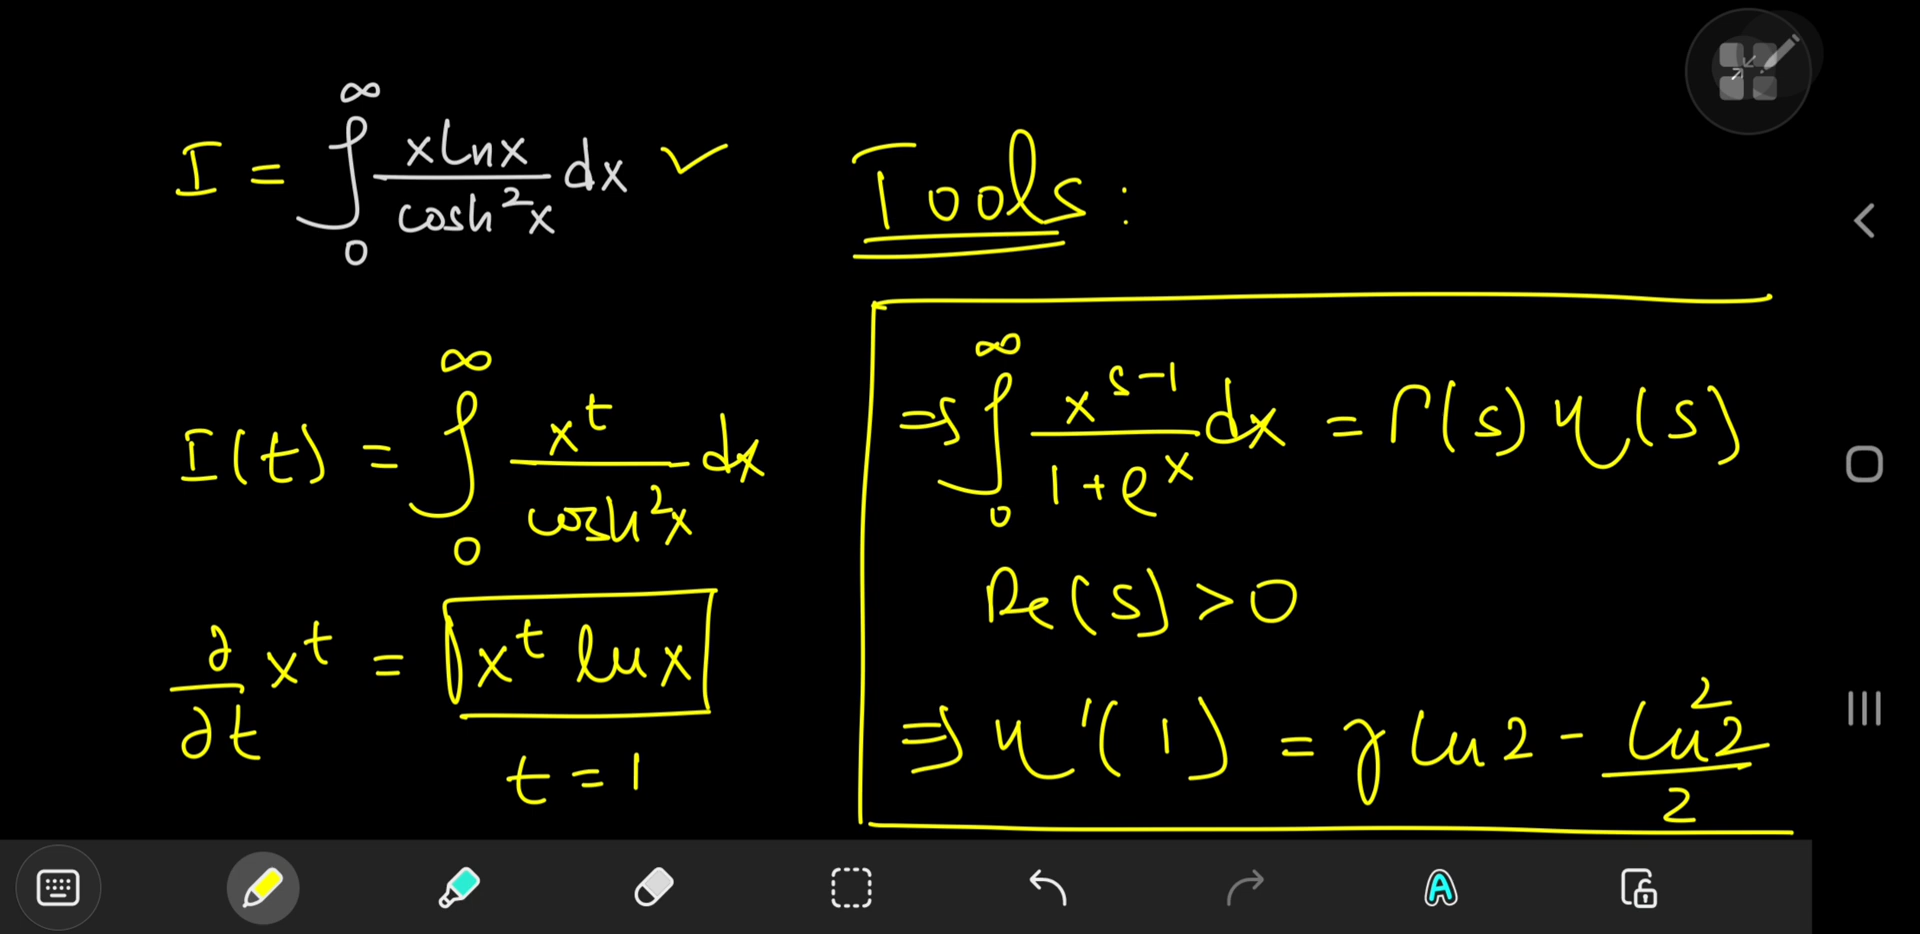 I = ∫₀^∞ (x ln x)/(cosh²x) dx ✓
Tools:
I(t) = ∫₀^∞ x^t/(cosh²x) dx
∂/∂t x^t = x^t ln x
t = 1
⇒ ∫₀^∞ x^(s-1)/(1+e^x) dx = Γ(s) η(s)
Re(s) > 0
⇒ η'(1) = γ ln 2 - ln²2/2
A